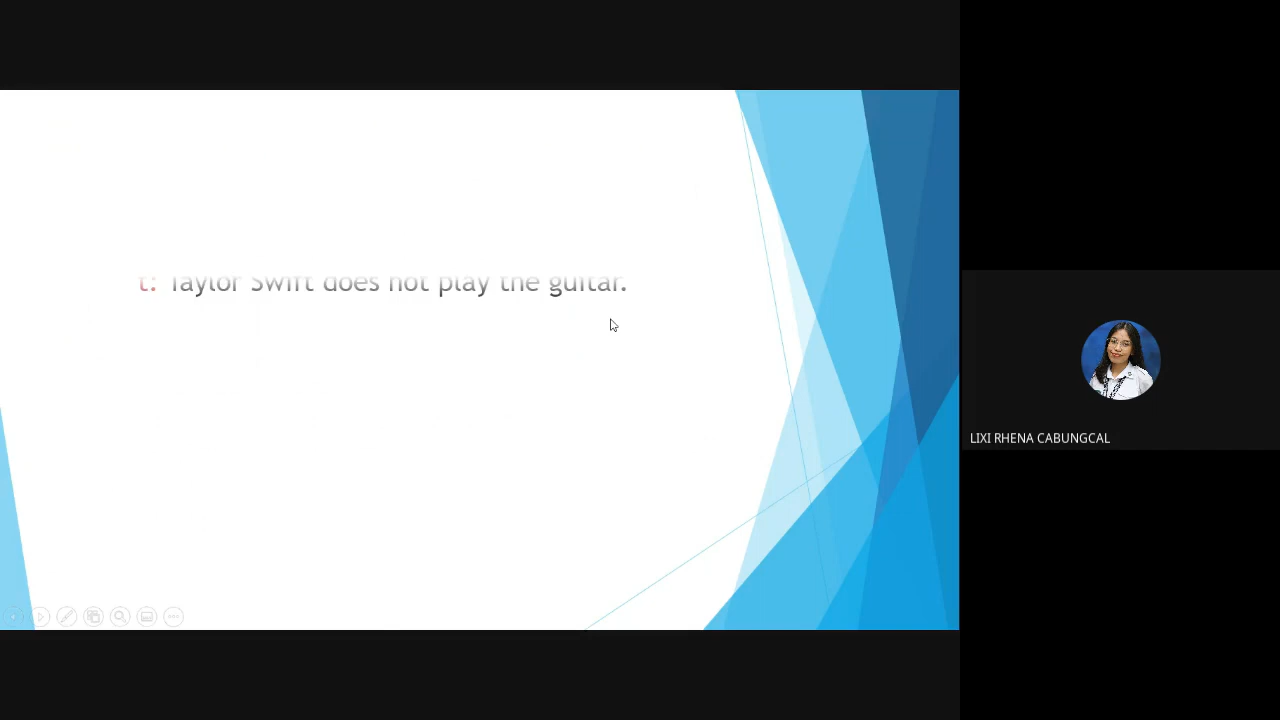 t: Taylor Swift does not play the guitar.
LIXI RHENA CABUNGCAL